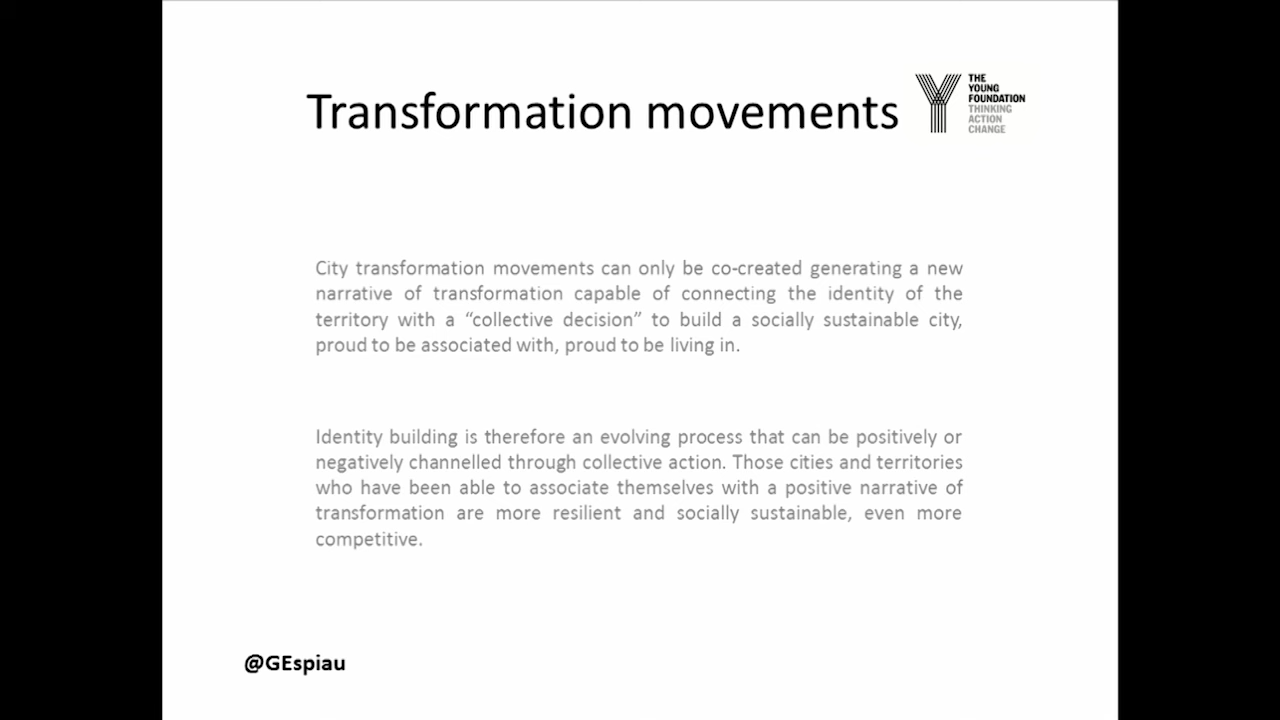 Transformation movements
THE
YOUNG
FOUNDATION
THINKING
ACTION
CHANGE
City transformation movements can only be co-created generating a new
narrative of transformation capable of connecting the identity of the
territory with a “collective decision” to build a socially sustainable city,
proud to be associated with, proud to be living in.
Identity building is therefore an evolving process that can be positively or
negatively channelled through collective action. Those cities and territories
who have been able to associate themselves with a positive narrative of
transformation are more resilient and socially sustainable, even more
competitive.
@GEspiau